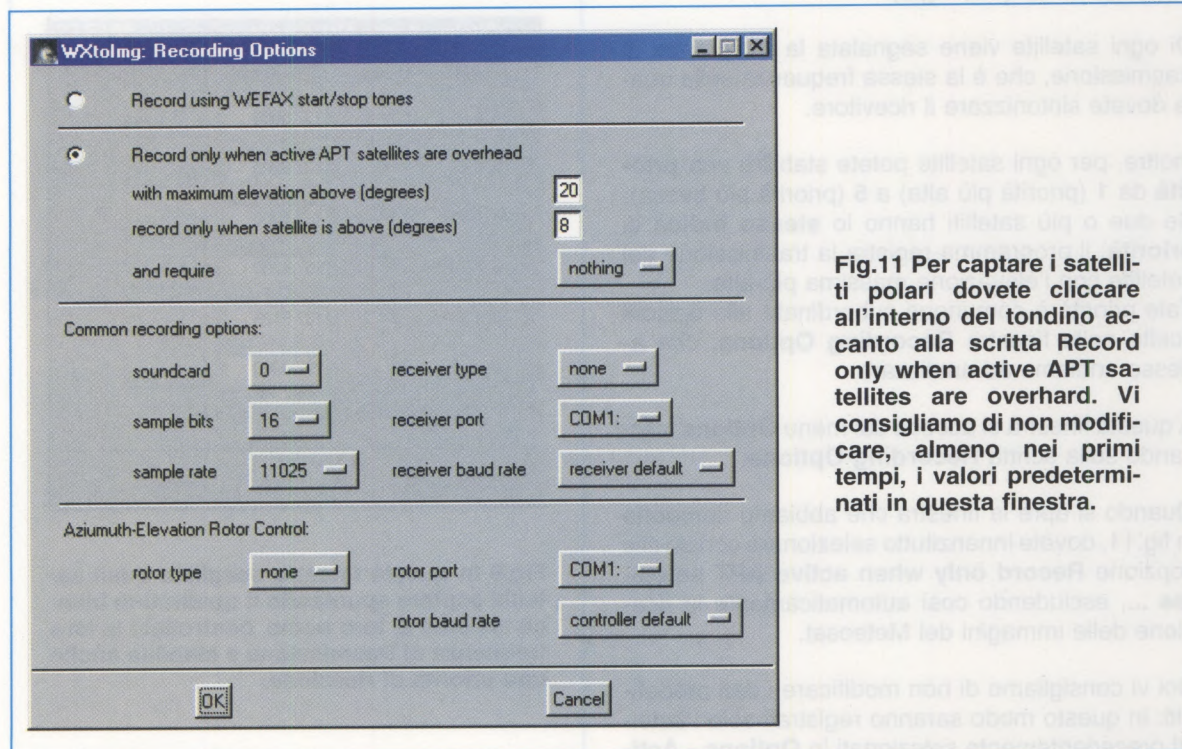 WXtoImg: Recording Options
Record using WEFAX start/stop tones
Record only when active APT satellites are overhead
with maximum elevation above (degrees) 20
record only when satellite is above (degrees) 8
and require nothing
Common recording options:
soundcard 0 receiver type none
sample bits 16 receiver port COM1:
sample rate 11025 receiver baud rate receiver default
Aziumuth-Elevation Rotor Control:
rotor type none rotor port COM1:
rotor baud rate controller default
OK Cancel
Fig.11 Per captare i satelli-
ti polari dovete cliccare
all'interno del tondino ac-
canto alla scritta Record
only when active APT sa-
tellites are overhard. Vi
consigliamo di non modifi-
care, almeno nei primi
tempi, i valori predetermi-
nati in questa finestra.